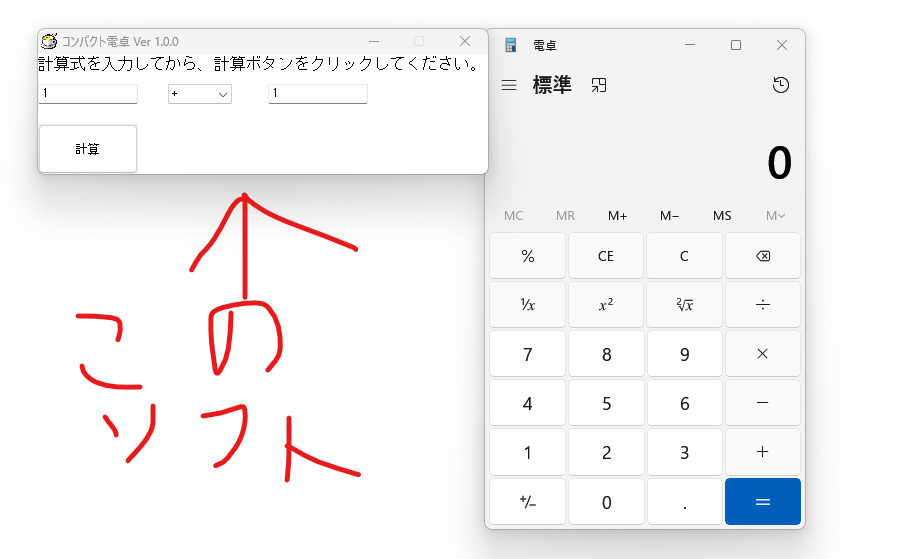 コンパクト電卓 Ver 1.0.0
計算式を入力してから、計算ボタンをクリックしてください。
1 + 1
計算
この
ソフト
電卓
標準
0
MC MR M+ M− MS M
% CE C
¹/x x² ²√x ÷
7 8 9 ×
4 5 6 −
1 2 3 +
+/− 0 . =